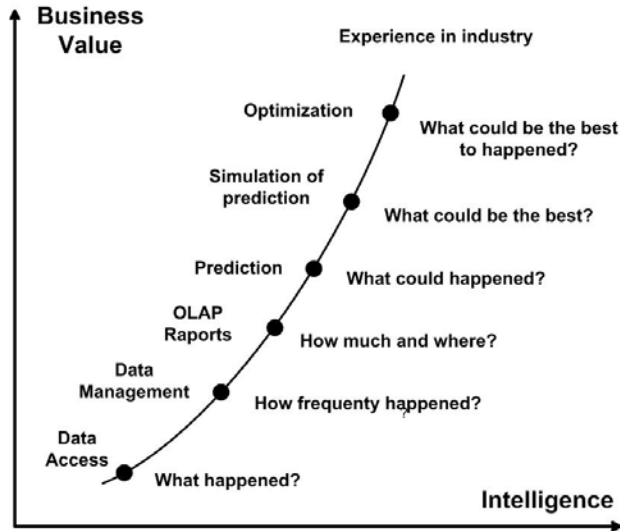 Business
Value
Experience in industry
Optimization
What could be the best
to happened?
Simulation of
prediction
What could be the best?
Prediction
What could happened?
OLAP
Raports
How much and where?
Data
Management
How frequenty happened?
?
Data
Access
What happened?
Intelligence